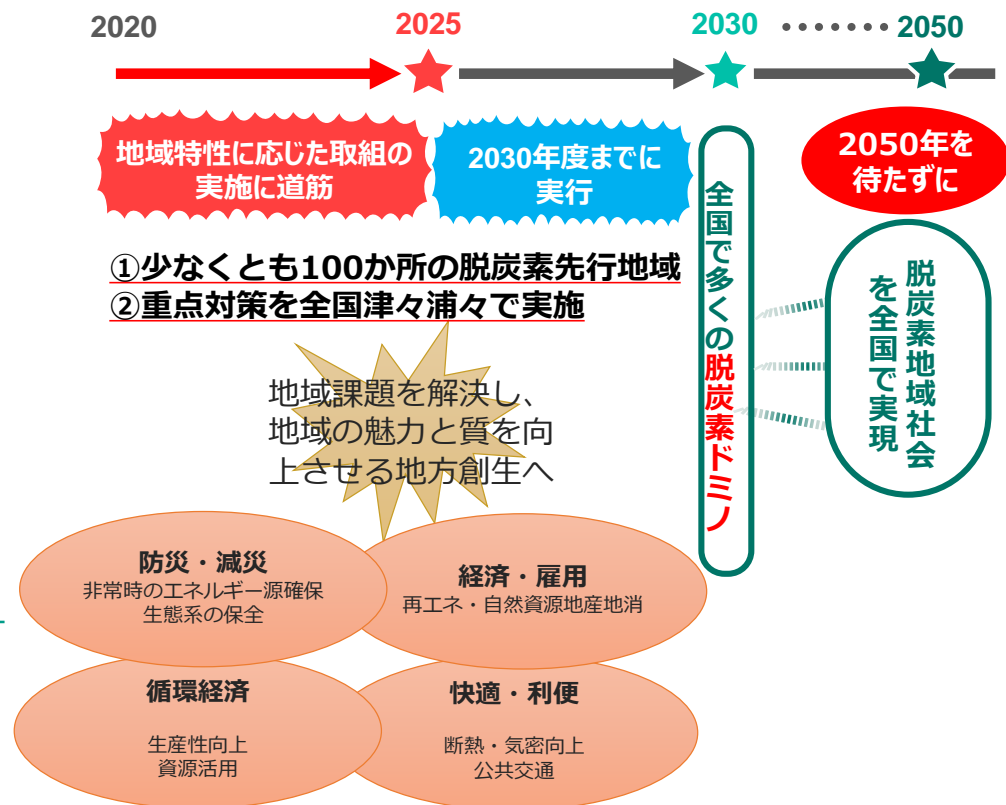 2020
2025
2030
・・・・・・・
2050
地域特性に応じた取組の
実施に道筋
2030年度までに
実行
2050年を
待たずに
①少なくとも100か所の脱炭素先行地域
②重点対策を全国津々浦々で実施
全国で多くの脱炭素ドミノ
脱炭素地域社会
を全国で実現
地域課題を解決し、
地域の魅力と質を向
上させる地方創生へ
防災・減災
非常時のエネルギー源確保
生態系の保全
経済・雇用
再エネ・自然資源地産地消
循環経済
生産性向上
資源活用
快適・利便
断熱・気密向上
公共交通